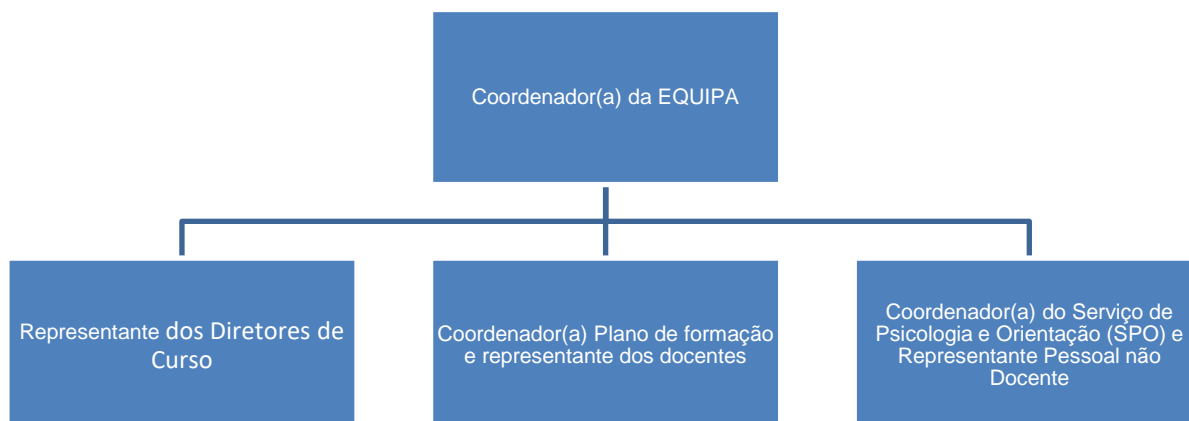 Coordenador(a) da EQUIPA
Representante dos Diretores de
Curso
Coordenador(a) Plano de formação
e representante dos docentes
Coordenador(a) do Serviço de
Psicologia e Orientação (SPO) e
Representante Pessoal não
Docente